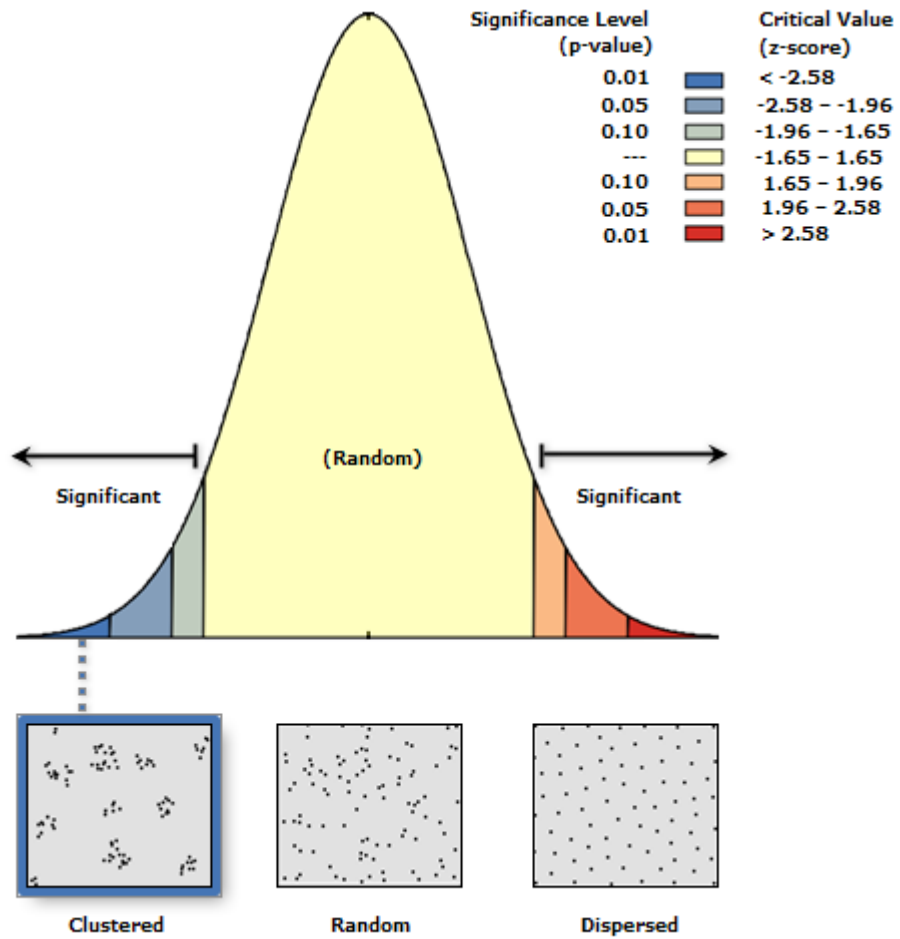 Significance Level
(p-value)
Critical Value
(z-score)
0.01 < -2.58
0.05 -2.58 – -1.96
0.10 -1.96 – -1.65
--- -1.65 – 1.65
0.10 1.65 – 1.96
0.05 1.96 – 2.58
0.01 > 2.58
(Random)
Significant
Significant
Clustered
Random
Dispersed